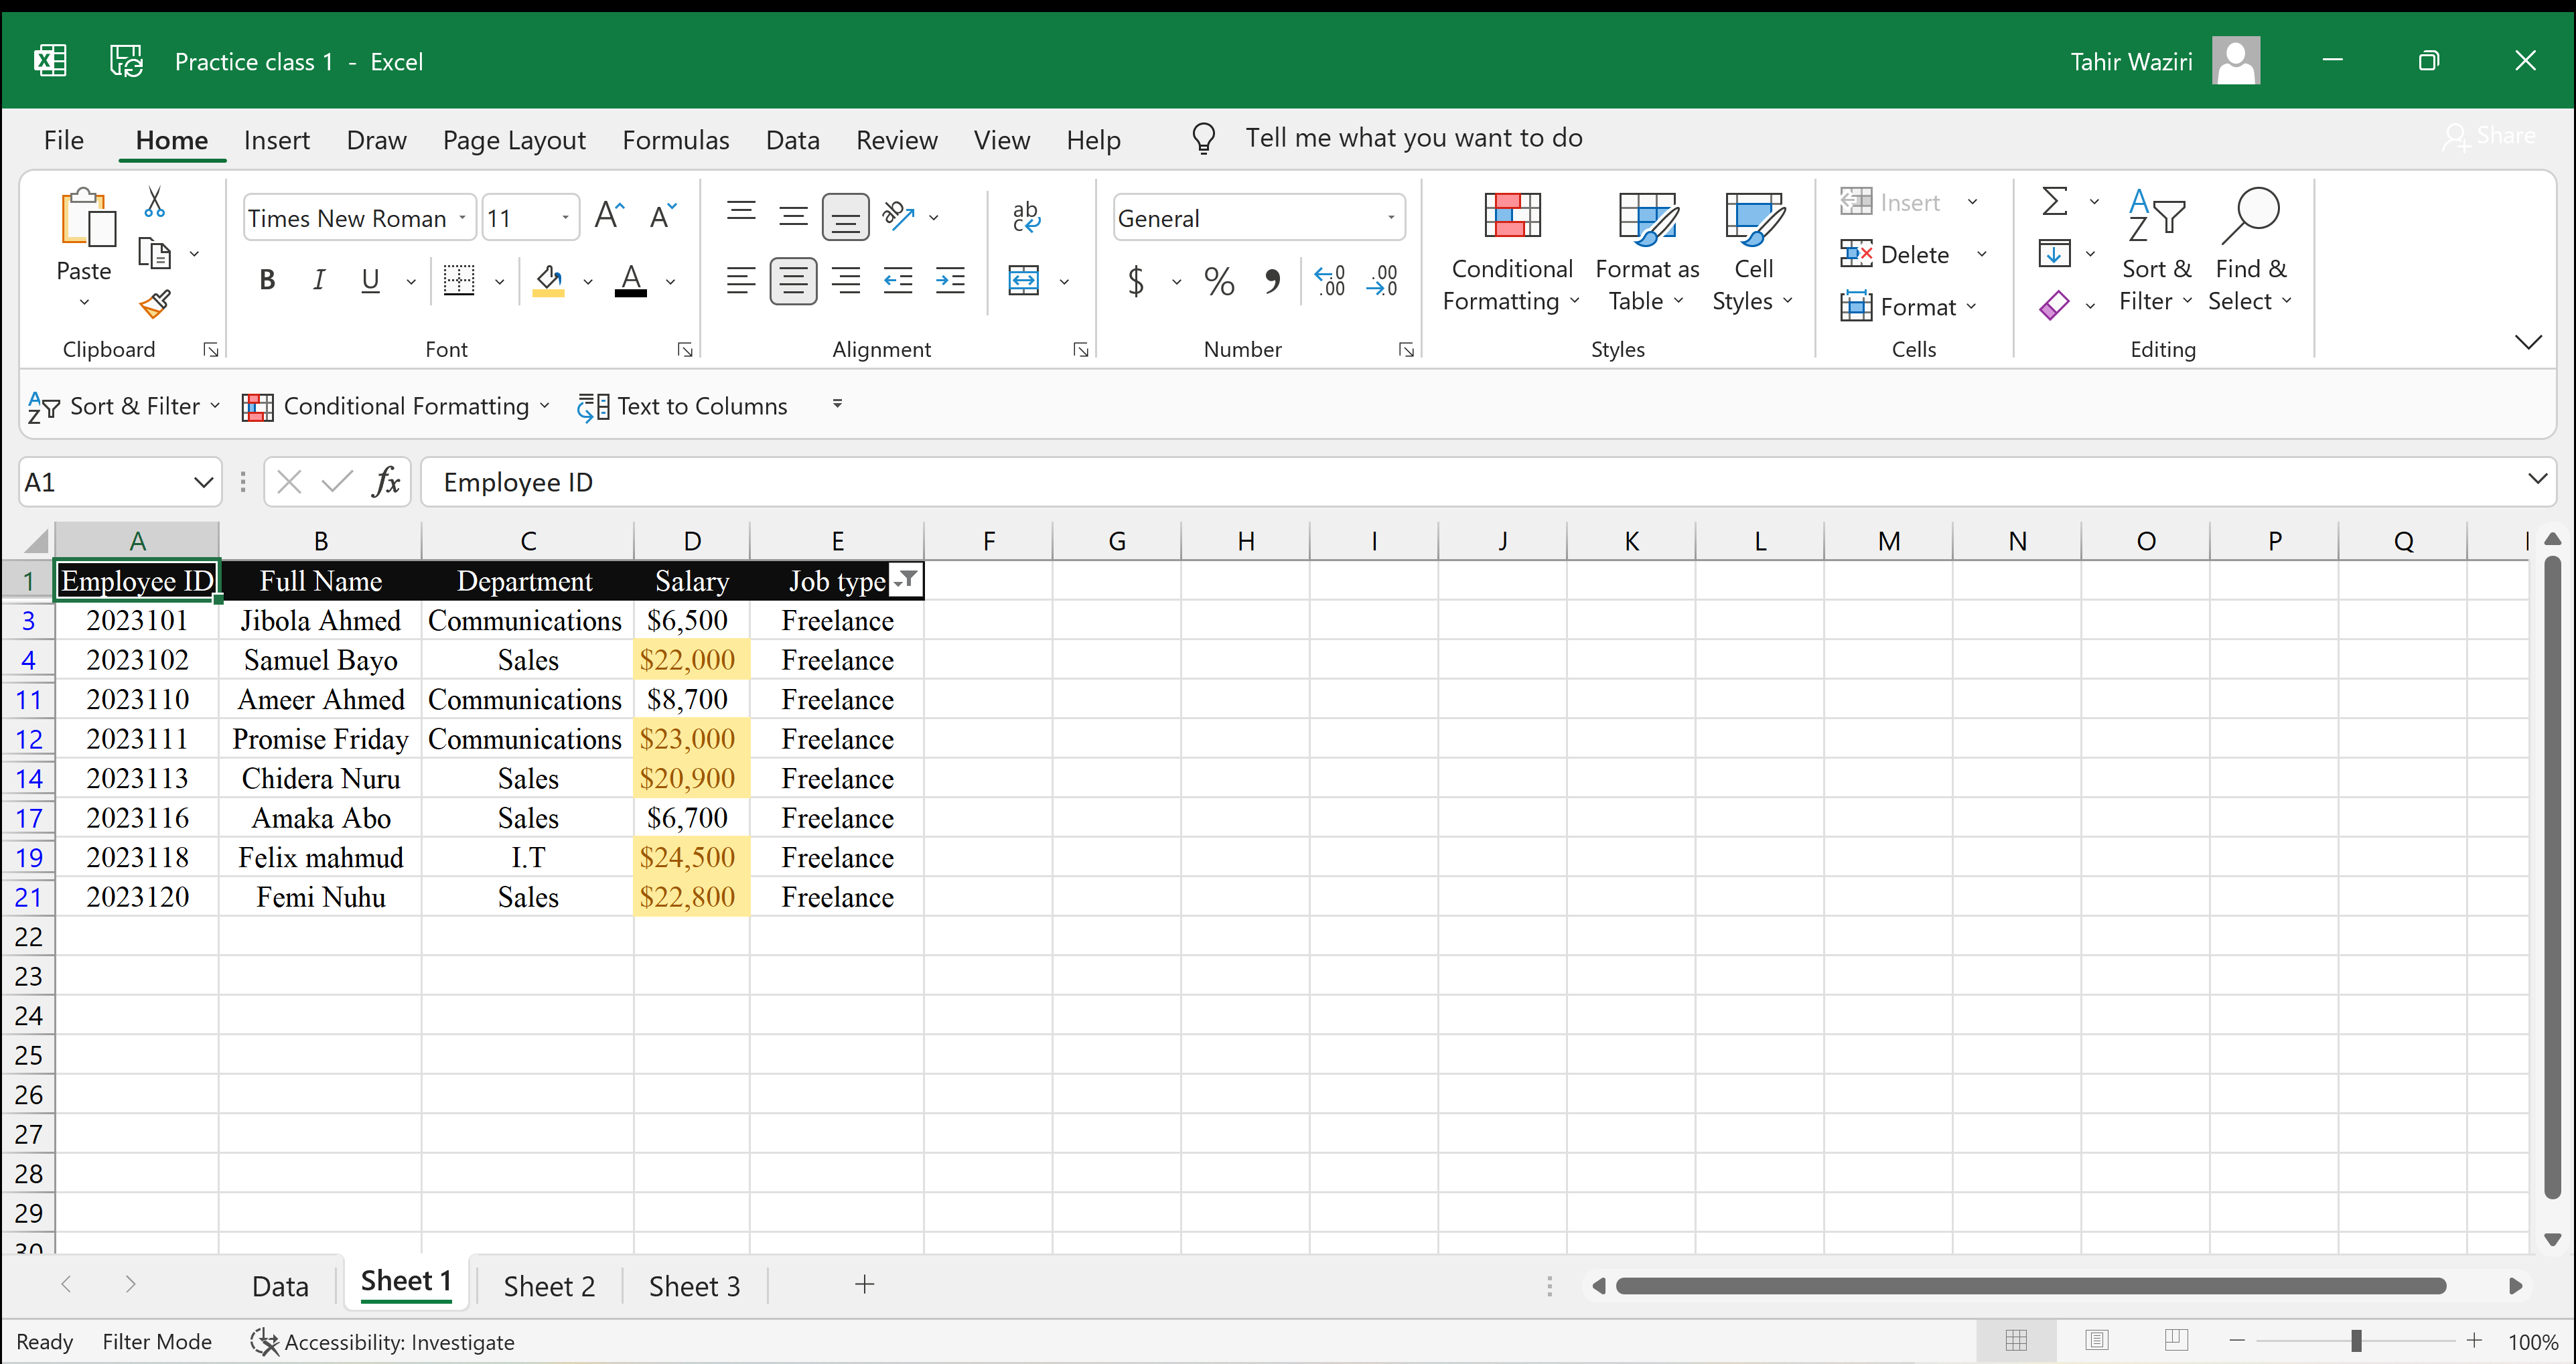 Practice class 1 - Excel
Tahir Waziri
File Home Insert Draw Page Layout Formulas Data Review View Help Tell me what you want to do Share
Paste
Clipboard
Times New Roman 11
B I U A
Font
ab
Alignment
General
$ % , .00 .00
Number
Conditional Formatting
Format as Table
Cell Styles
Styles
Insert
Delete
Format
Cells
Sort & Filter
Find & Select
Editing
Sort & Filter Conditional Formatting Text to Columns
A1 fx Employee ID
A B C D E F G H I J K L M N O P Q
1 Employee ID Full Name Department Salary Job type
3 2023101 Jibola Ahmed Communications $6,500 Freelance
4 2023102 Samuel Bayo Sales $22,000 Freelance
11 2023110 Ameer Ahmed Communications $8,700 Freelance
12 2023111 Promise Friday Communications $23,000 Freelance
14 2023113 Chidera Nuru Sales $20,900 Freelance
17 2023116 Amaka Abo Sales $6,700 Freelance
19 2023118 Felix mahmud I.T $24,500 Freelance
21 2023120 Femi Nuhu Sales $22,800 Freelance
22
23
24
25
26
27
28
29
30
Data Sheet 1 Sheet 2 Sheet 3
Ready Filter Mode Accessibility: Investigate 100%